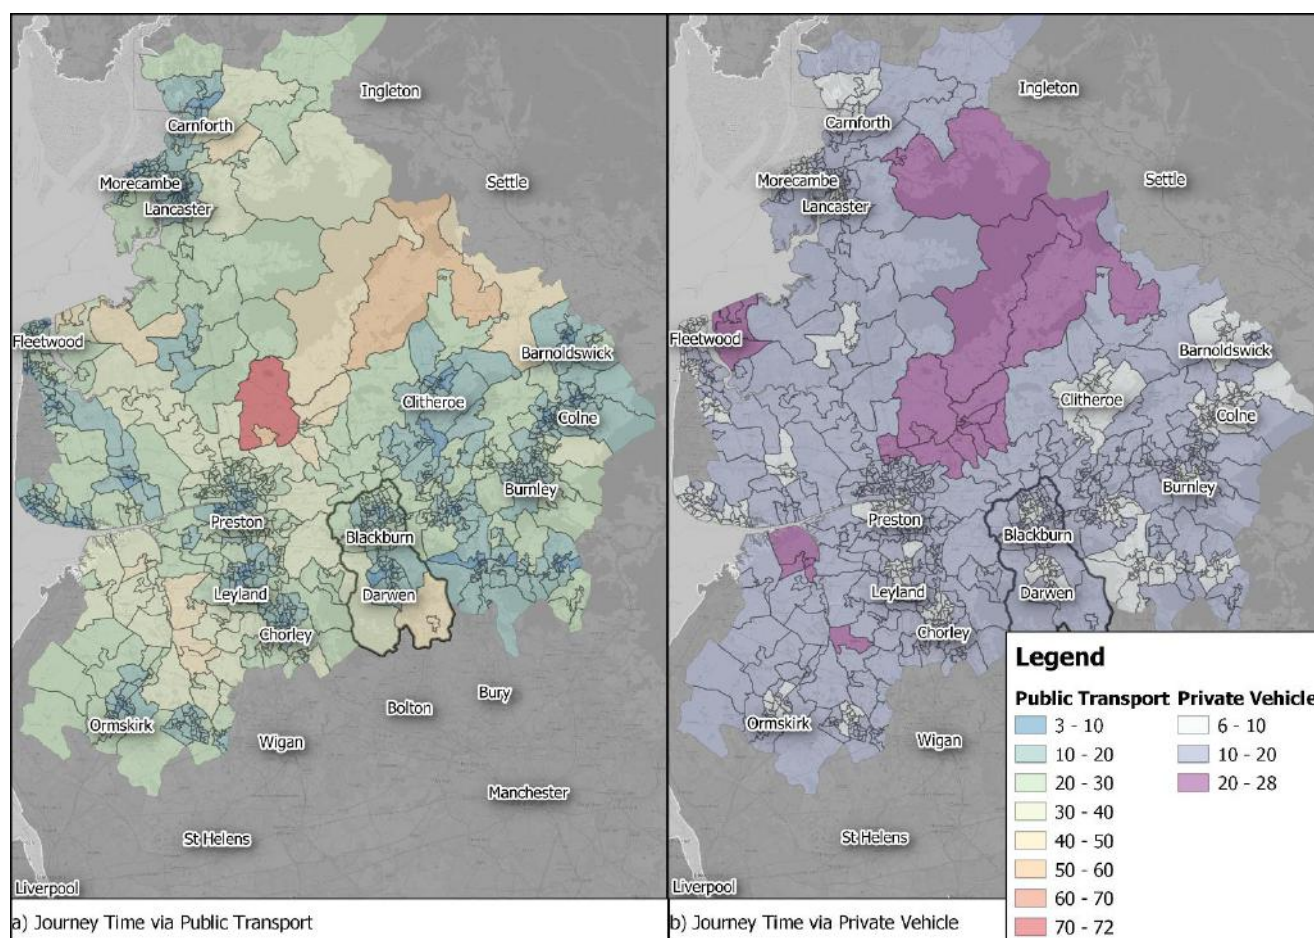 Ingleton
Carnforth
Settle
Morecambe
Lancaster
Fleetwood
Barnoldswick
Clitheroe
Colne
Burnley
Preston
Blackburn
Leyland
Darwen
Chorley
Bury
Bolton
Ormskirk
Wigan
Manchester
St Helens
Liverpool
a) Journey Time via Public Transport
Ingleton
Carnforth
Settle
Morecambe
Lancaster
Fleetwood
Barnoldswick
Clitheroe
Colne
Burnley
Preston
Blackburn
Leyland
Darwen
Chorley
Ormskirk
Wigan
St Helens
Liverpool
b) Journey Time via Private Vehicle
Legend
Public Transport Private Vehicle
3 - 10 6 - 10
10 - 20 10 - 20
20 - 30 20 - 28
30 - 40
40 - 50
50 - 60
60 - 70
70 - 72